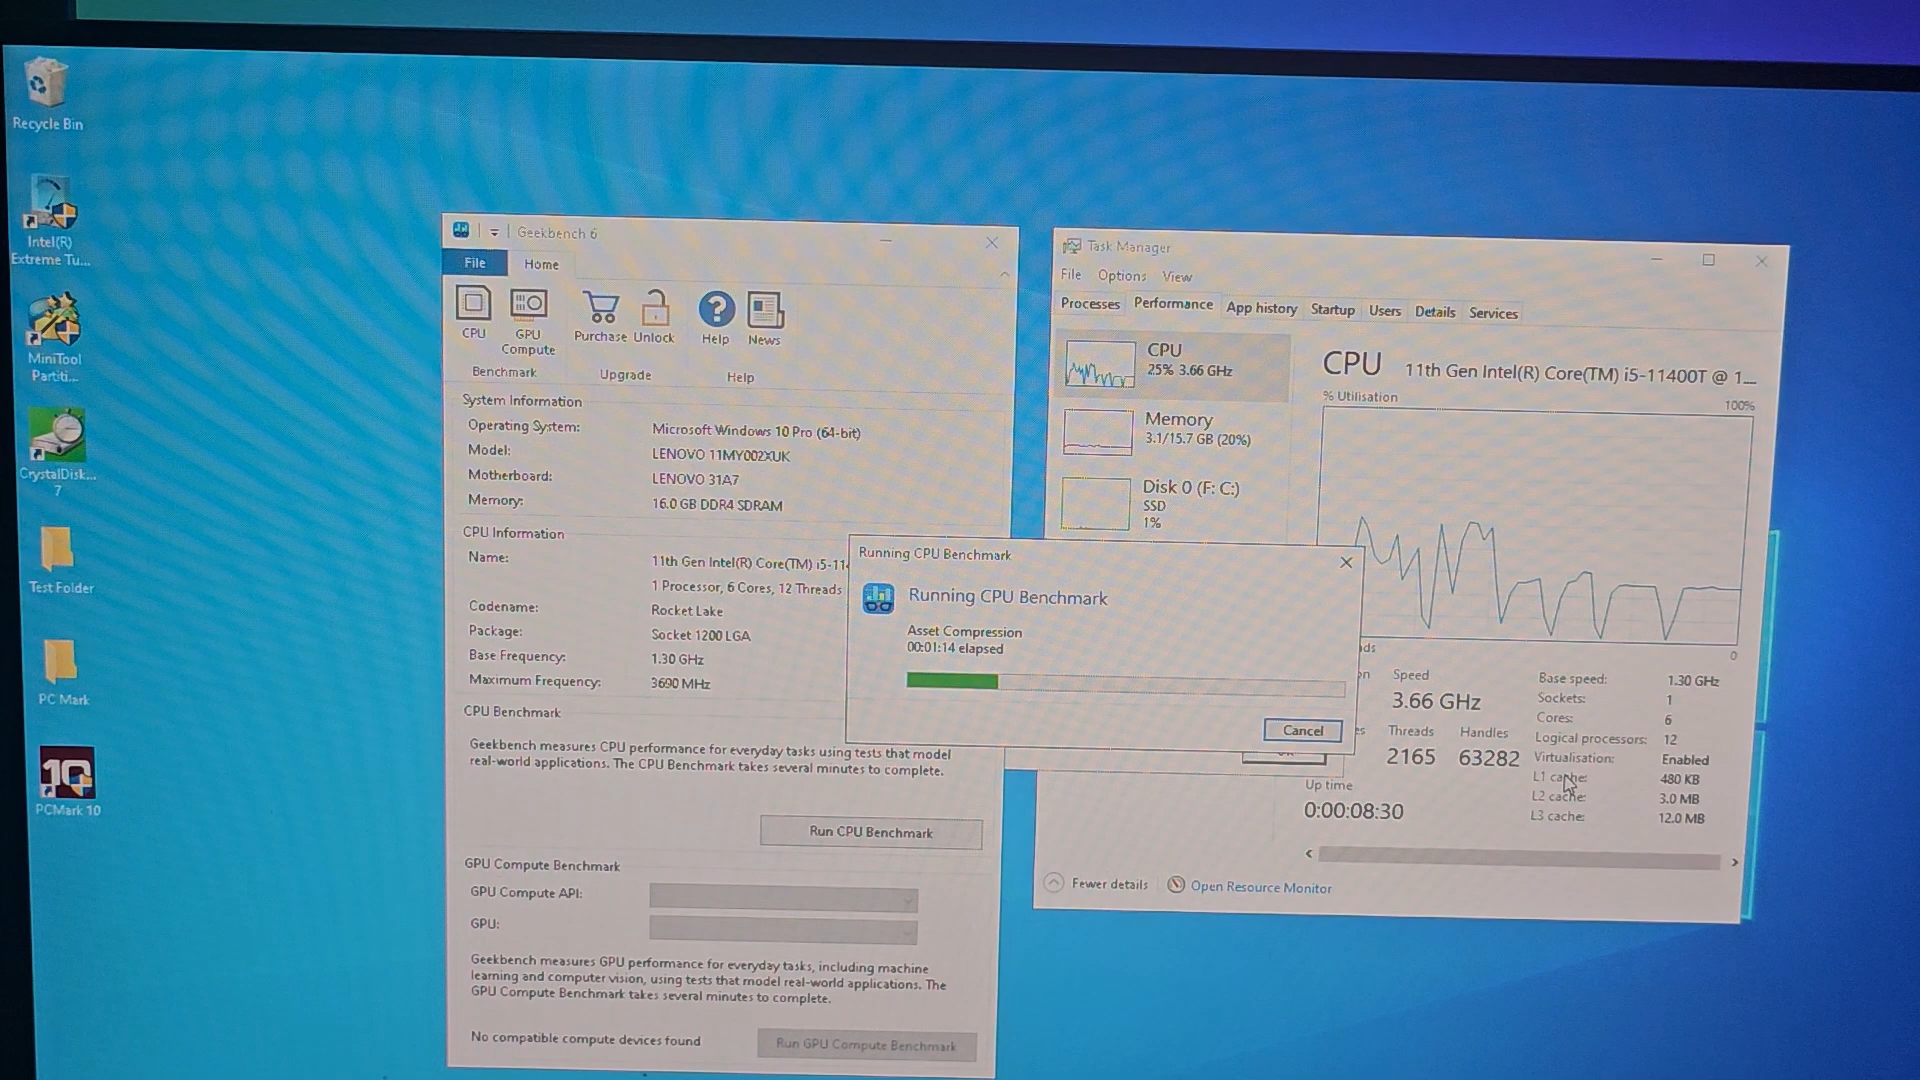 Recycle Bin
Intel(R)
Extreme Tu...
MiniTool
Partiti...
CrystalDisk...
7
Test Folder
PC Mark
10
PCMark 10
Geekbench 6
File
Home
CPU
GPU
Compute
Purchase
Unlock
Help
News
Benchmark
Upgrade
Help
System Information
Operating System: Microsoft Windows 10 Pro (64-bit)
Model: LENOVO 11MY002XUK
Motherboard: LENOVO 31A7
Memory: 16.0 GB DDR4 SDRAM
CPU Information
Name: 11th Gen Intel(R) Core(TM) i5-11
1 Processor, 6 Cores, 12 Threads
Codename: Rocket Lake
Package: Socket 1200 LGA
Base Frequency: 1.30 GHz
Maximum Frequency: 3690 MHz
CPU Benchmark
Geekbench measures CPU performance for everyday tasks using tests that model
real-world applications. The CPU Benchmark takes several minutes to complete.
Run CPU Benchmark
GPU Compute Benchmark
GPU Compute API:
GPU:
Geekbench measures GPU performance for everyday tasks, including machine
learning and computer vision, using tests that model real-world applications. The
GPU Compute Benchmark takes several minutes to complete.
No compatible compute devices found
Run GPU Compute Benchmark
Running CPU Benchmark
Running CPU Benchmark
Asset Compression
00:01:14 elapsed
Cancel
Task Manager
File Options View
Processes Performance App history Startup Users Details Services
CPU
25% 3.66 GHz
Memory
3.1/15.7 GB (20%)
Disk 0 (F: C:)
SSD
1%
CPU 11th Gen Intel(R) Core(TM) i5-11400T @ 1...
% Utilisation 100%
0
Speed
3.66 GHz
Threads Handles
2165 63282
Up time
0:00:08:30
Base speed: 1.30 GHz
Sockets: 1
Cores: 6
Logical processors: 12
Virtualisation: Enabled
L1 cache: 480 KB
L2 cache: 3.0 MB
L3 cache: 12.0 MB
Fewer details
Open Resource Monitor